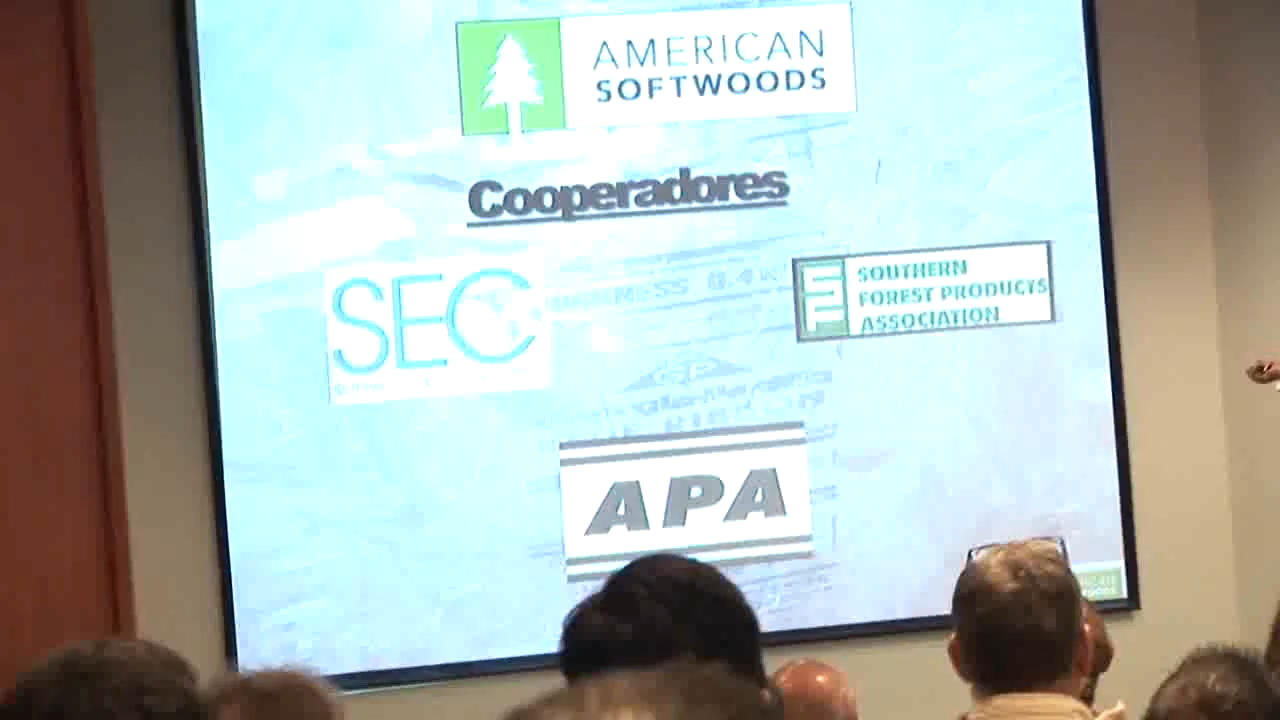 AMERICAN
SOFTWOODS
Cooperadores
SEC
SOUTHERN
FOREST PRODUCTS
ASSOCIATION
APA